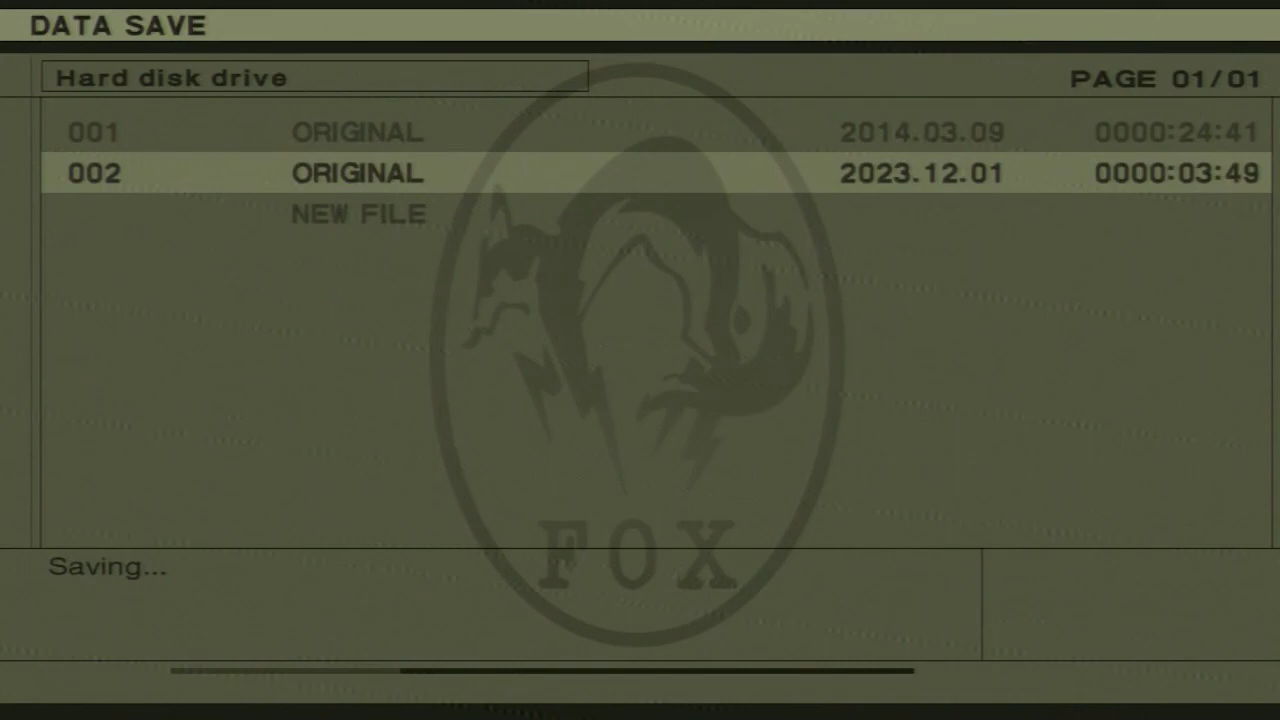 DATA SAVE
Hard disk drive PAGE 01/01
001 ORIGINAL 2014.03.09 0000:24:41
002 ORIGINAL 2023.12.01 0000:03:49
NEW FILE
FOX
Saving...